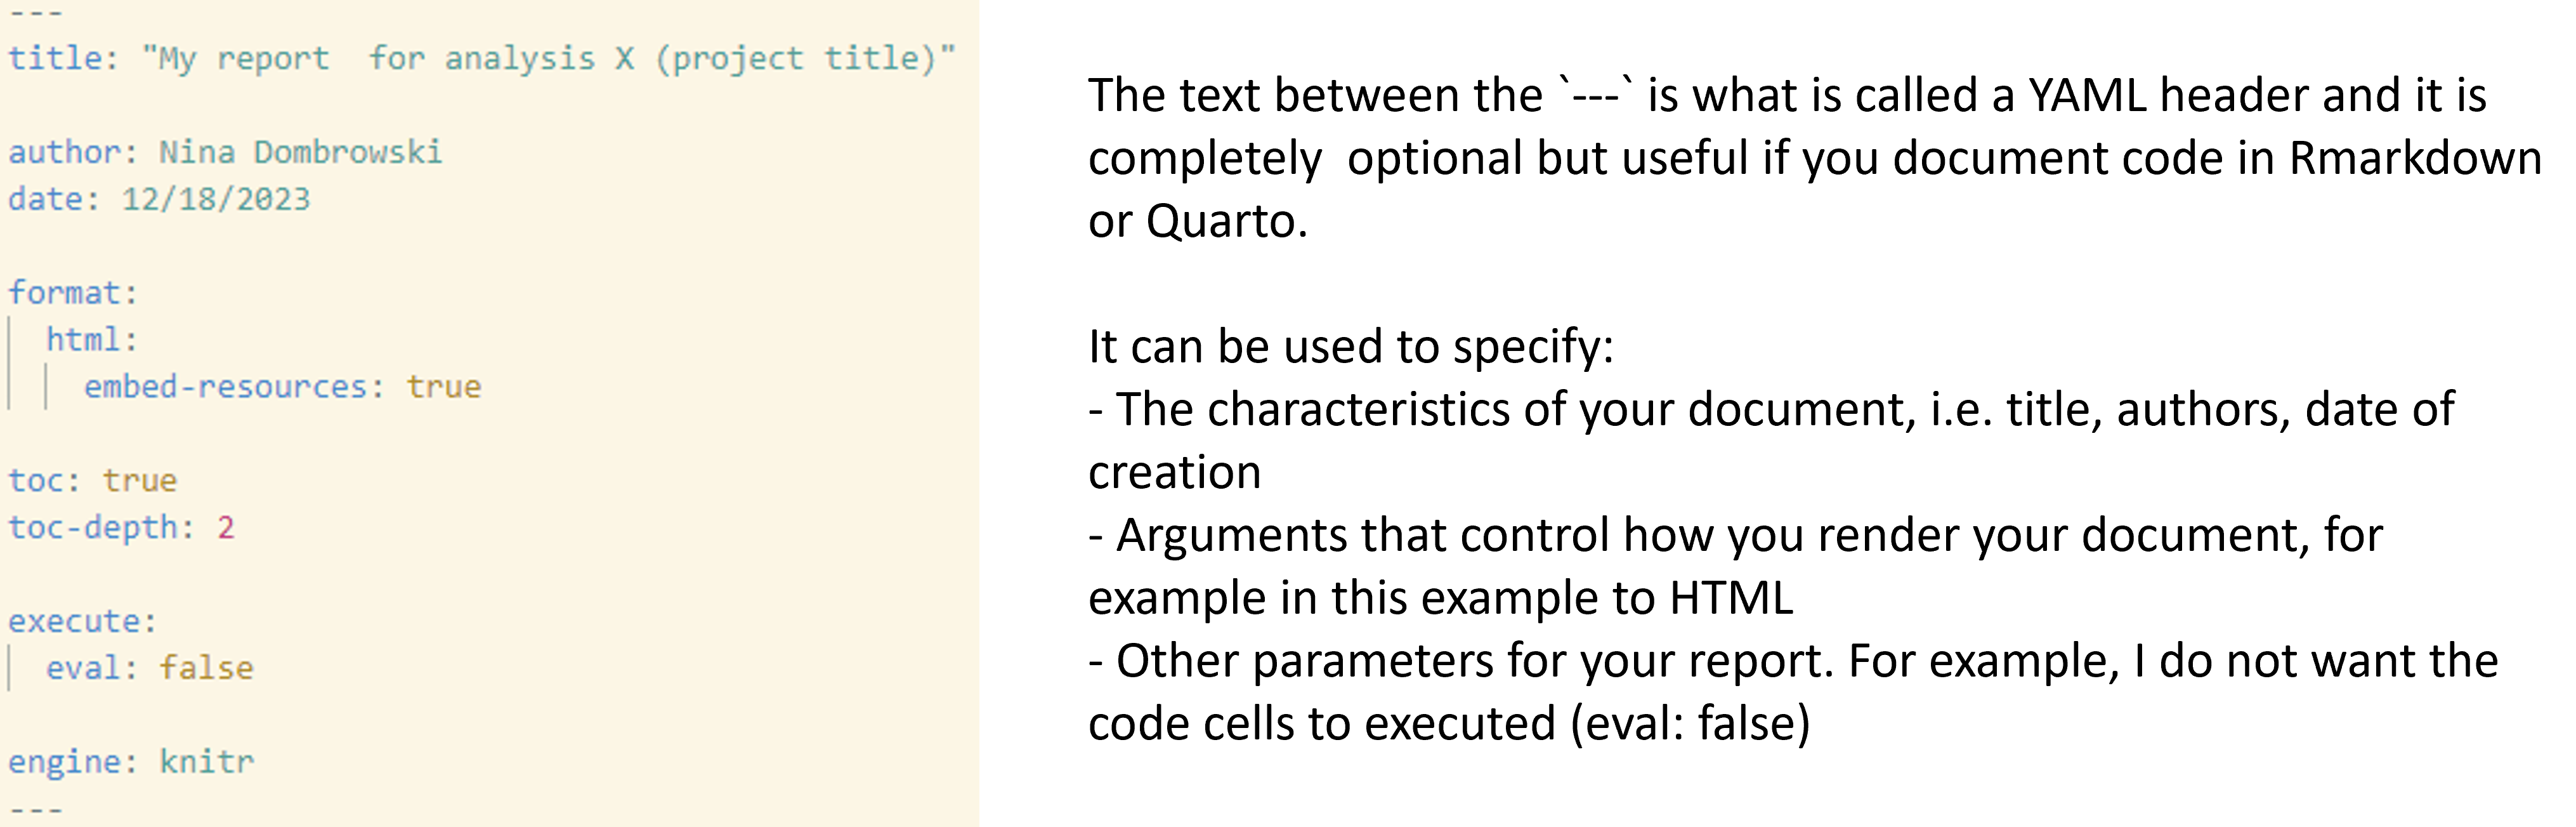 ---
title: "My report  for analysis X (project title)"
author: Nina Dombrowski
date: 12/18/2023
format:
  html:
    embed-resources: true
toc: true
toc-depth: 2
execute:
  eval: false
engine: knitr
---
The text between the `---` is what is called a YAML header and it is
completely  optional but useful if you document code in Rmarkdown
or Quarto.
It can be used to specify:
- The characteristics of your document, i.e. title, authors, date of
creation
- Arguments that control how you render your document, for
example in this example to HTML
- Other parameters for your report. For example, I do not want the
code cells to executed (eval: false)